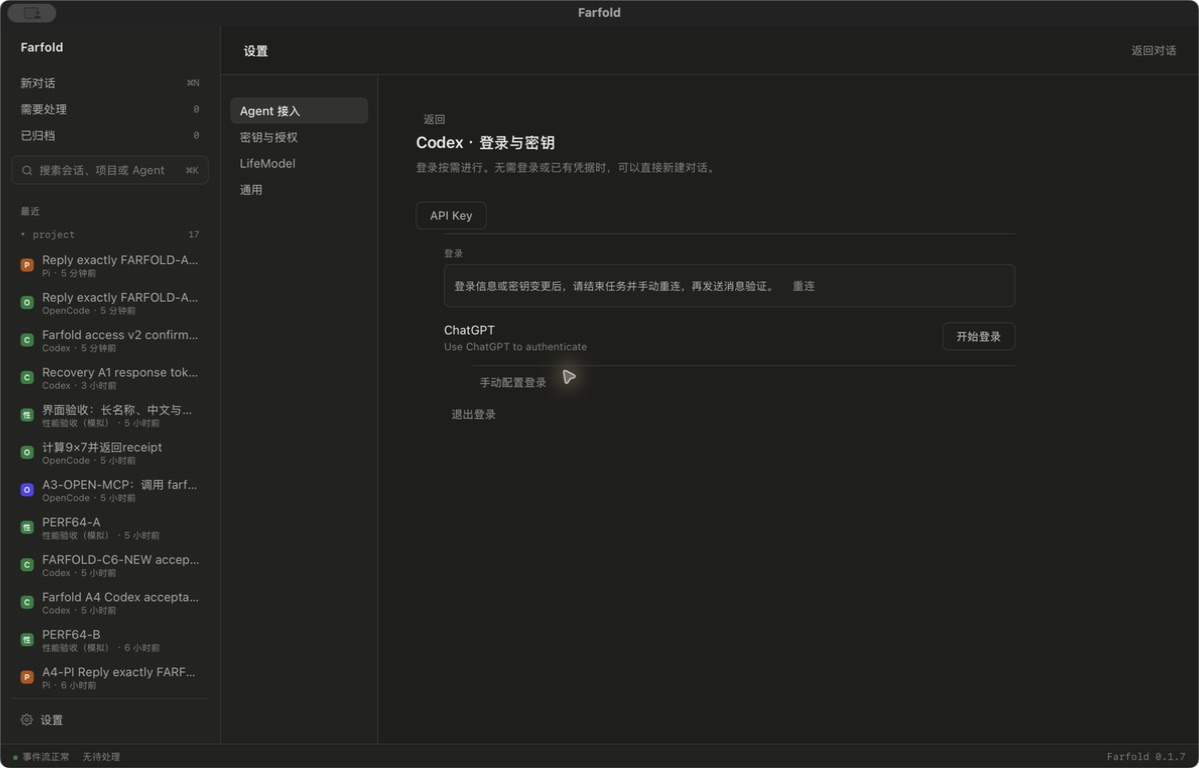 Farfold
Farfold
新对话 ⌘N
需要处理 0
已归档 0
搜索会话、项目或 Agent ⌘K
最近
• project 17
P Reply exactly FARFOLD-A...
Pi · 5 分钟前
O Reply exactly FARFOLD-A...
OpenCode · 5 分钟前
C Farfold access v2 confirm...
Codex · 5 分钟前
C Recovery A1 response tok...
Codex · 3 小时前
性 界面验收：长名称、中文与...
性能验收（模拟） · 5 小时前
O 计算9×7并返回receipt
OpenCode · 5 小时前
O A3-OPEN-MCP：调用 farf...
OpenCode · 5 小时前
性 PERF64-A
性能验收（模拟） · 5 小时前
C FARFOLD-C6-NEW accep...
Codex · 5 小时前
C Farfold A4 Codex accepta...
Codex · 5 小时前
性 PERF64-B
性能验收（模拟） · 6 小时前
P A4-PI Reply exactly FARF...
Pi · 6 小时前
设置
设置 返回对话
Agent 接入
密钥与授权
LifeModel
通用
返回
Codex · 登录与密钥
登录按需进行。无需登录或已有凭据时，可以直接新建对话。
API Key
登录
登录信息或密钥变更后，请结束任务并手动重连，再发送消息验证。 重连
ChatGPT
Use ChatGPT to authenticate
开始登录
手动配置登录
退出登录
事件流正常 无待处理 Farfold 0.1.7